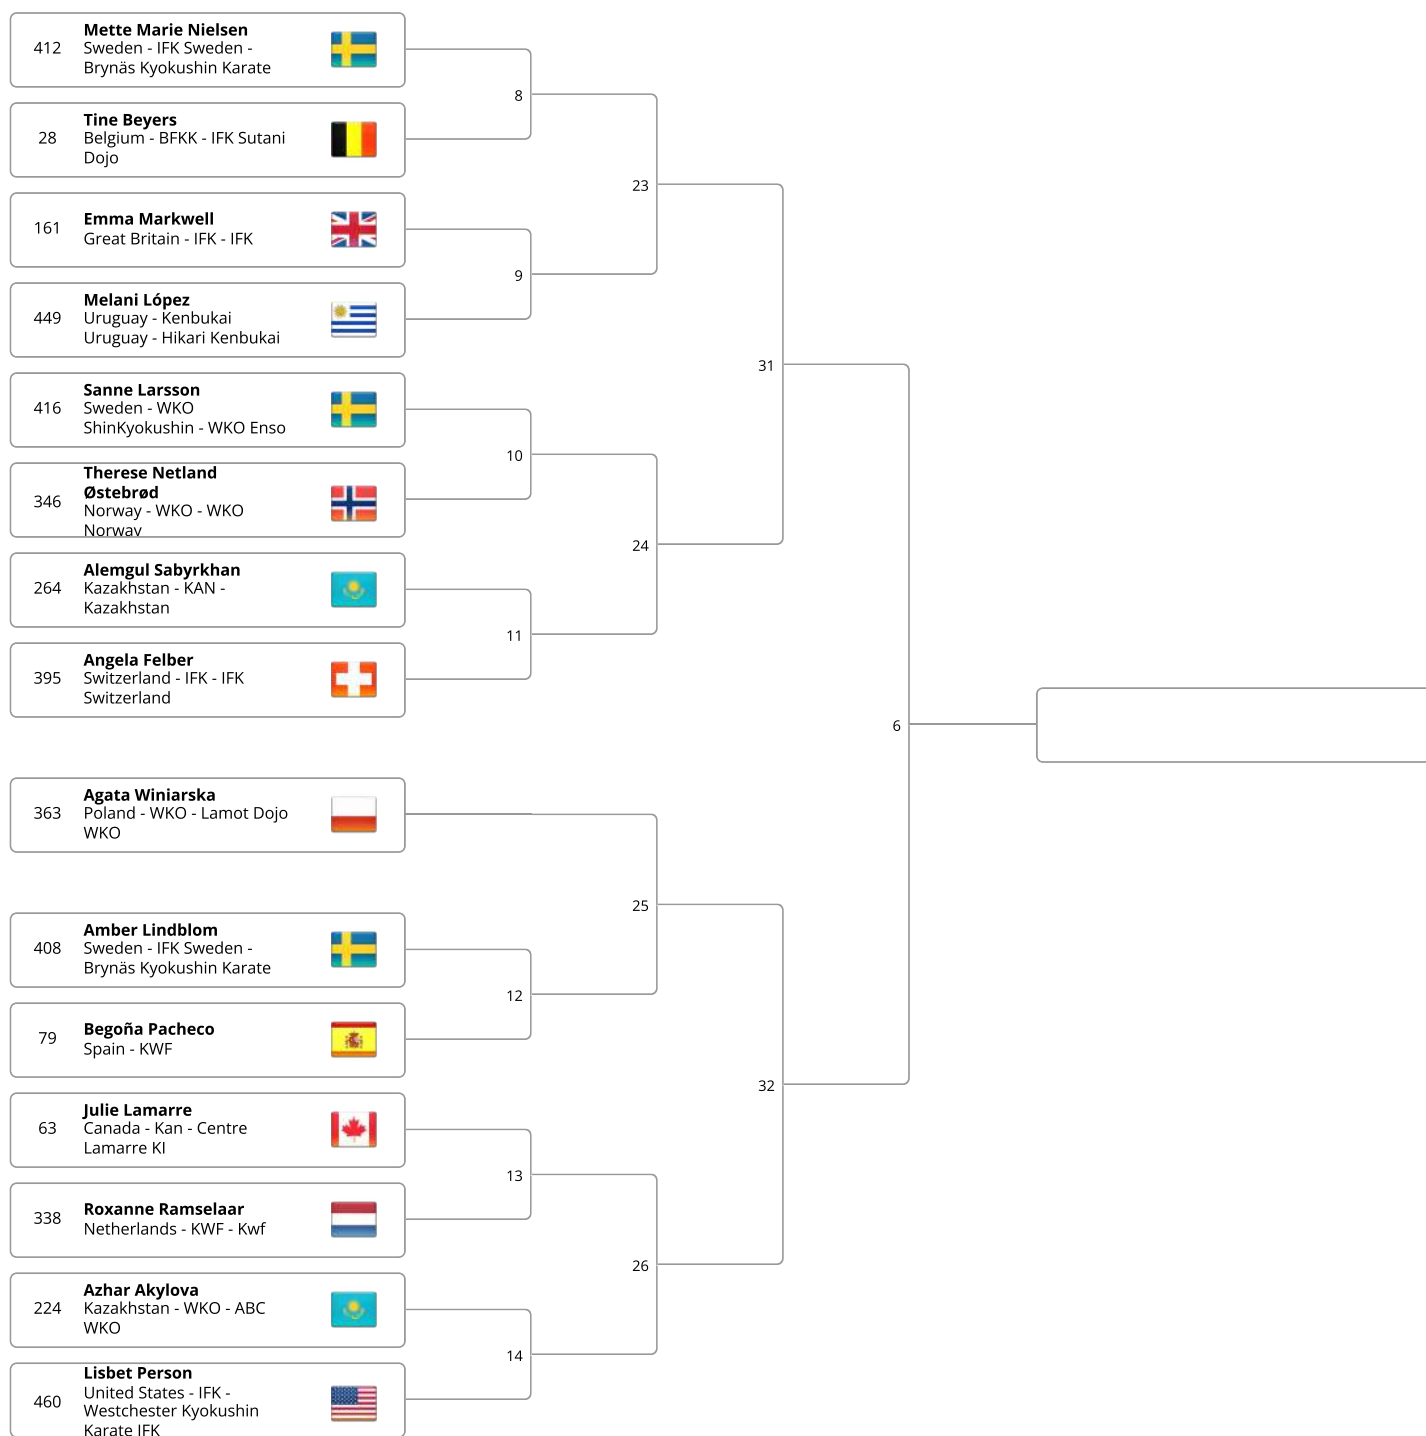 412
Mette Marie Nielsen
Sweden - IFK Sweden -
Brynäs Kyokushin Karate
28
Tine Beyers
Belgium - BFKK - IFK Sutani
Dojo
161
Emma Markwell
Great Britain - IFK - IFK
449
Melani López
Uruguay - Kenbukai
Uruguay - Hikari Kenbukai
416
Sanne Larsson
Sweden - WKO
ShinKyokushin - WKO Enso
346
Therese Netland
Østebrød
Norway - WKO - WKO
Norway
264
Alemgul Sabyrkhan
Kazakhstan - KAN -
Kazakhstan
395
Angela Felber
Switzerland - IFK - IFK
Switzerland
363
Agata Winiarska
Poland - WKO - Lamot Dojo
WKO
408
Amber Lindblom
Sweden - IFK Sweden -
Brynäs Kyokushin Karate
79
Begoña Pacheco
Spain - KWF
63
Julie Lamarre
Canada - Kan - Centre
Lamarre KI
338
Roxanne Ramselaar
Netherlands - KWF - Kwf
224
Azhar Akylova
Kazakhstan - WKO - ABC
WKO
460
Lisbet Person
United States - IFK -
Westchester Kyokushin
Karate IFK
8
9
10
11
12
13
14
23
24
25
26
31
32
6